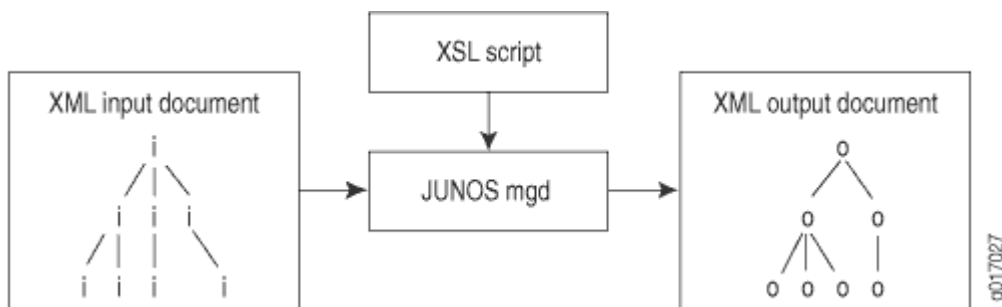 XSL script
XML input document
i
i i i
i i i i
JUNOS mgd
XML output document
o
o o
o o o o
g017027